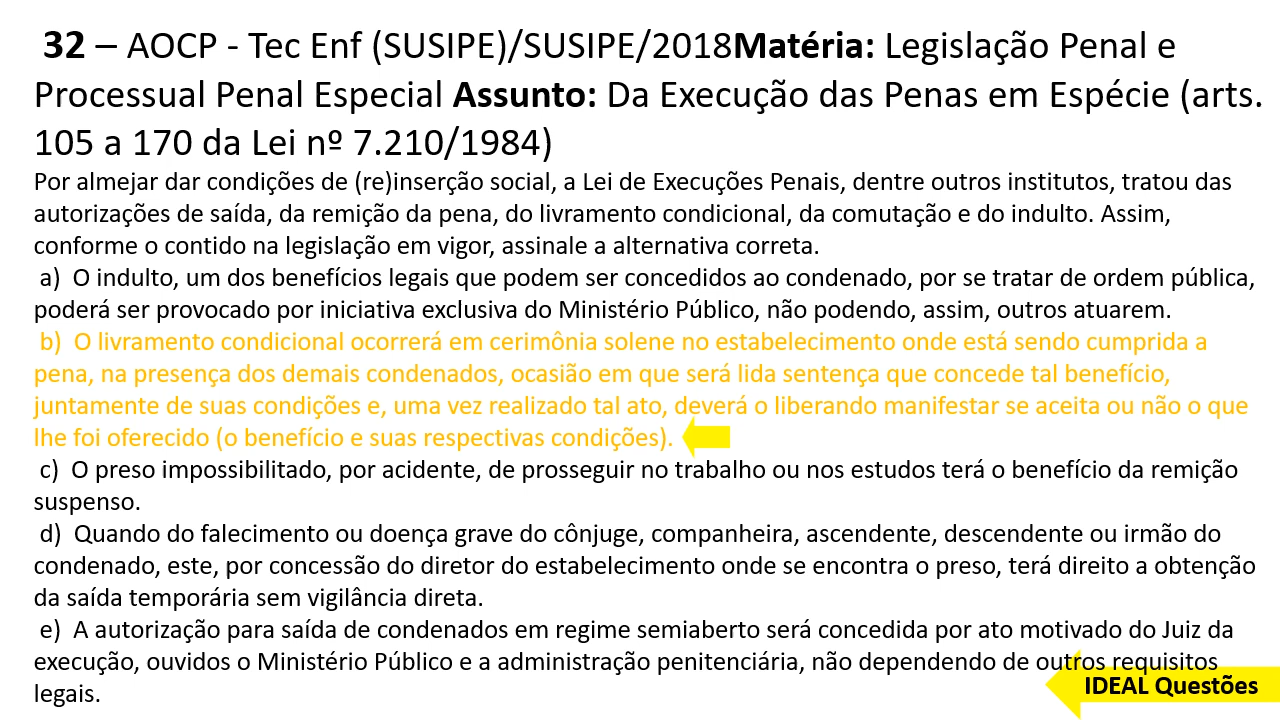 32 – AOCP - Tec Enf (SUSIPE)/SUSIPE/2018Matéria: Legislação Penal e
Processual Penal Especial Assunto: Da Execução das Penas em Espécie (arts.
105 a 170 da Lei nº 7.210/1984)
Por almejar dar condições de (re)inserção social, a Lei de Execuções Penais, dentre outros institutos, tratou das
autorizações de saída, da remição da pena, do livramento condicional, da comutação e do indulto. Assim,
conforme o contido na legislação em vigor, assinale a alternativa correta.
a) O indulto, um dos benefícios legais que podem ser concedidos ao condenado, por se tratar de ordem pública,
poderá ser provocado por iniciativa exclusiva do Ministério Público, não podendo, assim, outros atuarem.
b) O livramento condicional ocorrerá em cerimônia solene no estabelecimento onde está sendo cumprida a
pena, na presença dos demais condenados, ocasião em que será lida sentença que concede tal benefício,
juntamente de suas condições e, uma vez realizado tal ato, deverá o liberando manifestar se aceita ou não o que
lhe foi oferecido (o benefício e suas respectivas condições).
c) O preso impossibilitado, por acidente, de prosseguir no trabalho ou nos estudos terá o benefício da remição
suspenso.
d) Quando do falecimento ou doença grave do cônjuge, companheira, ascendente, descendente ou irmão do
condenado, este, por concessão do diretor do estabelecimento onde se encontra o preso, terá direito a obtenção
da saída temporária sem vigilância direta.
e) A autorização para saída de condenados em regime semiaberto será concedida por ato motivado do Juiz da
execução, ouvidos o Ministério Público e a administração penitenciária, não dependendo de outros requisitos
legais.
IDEAL Questões